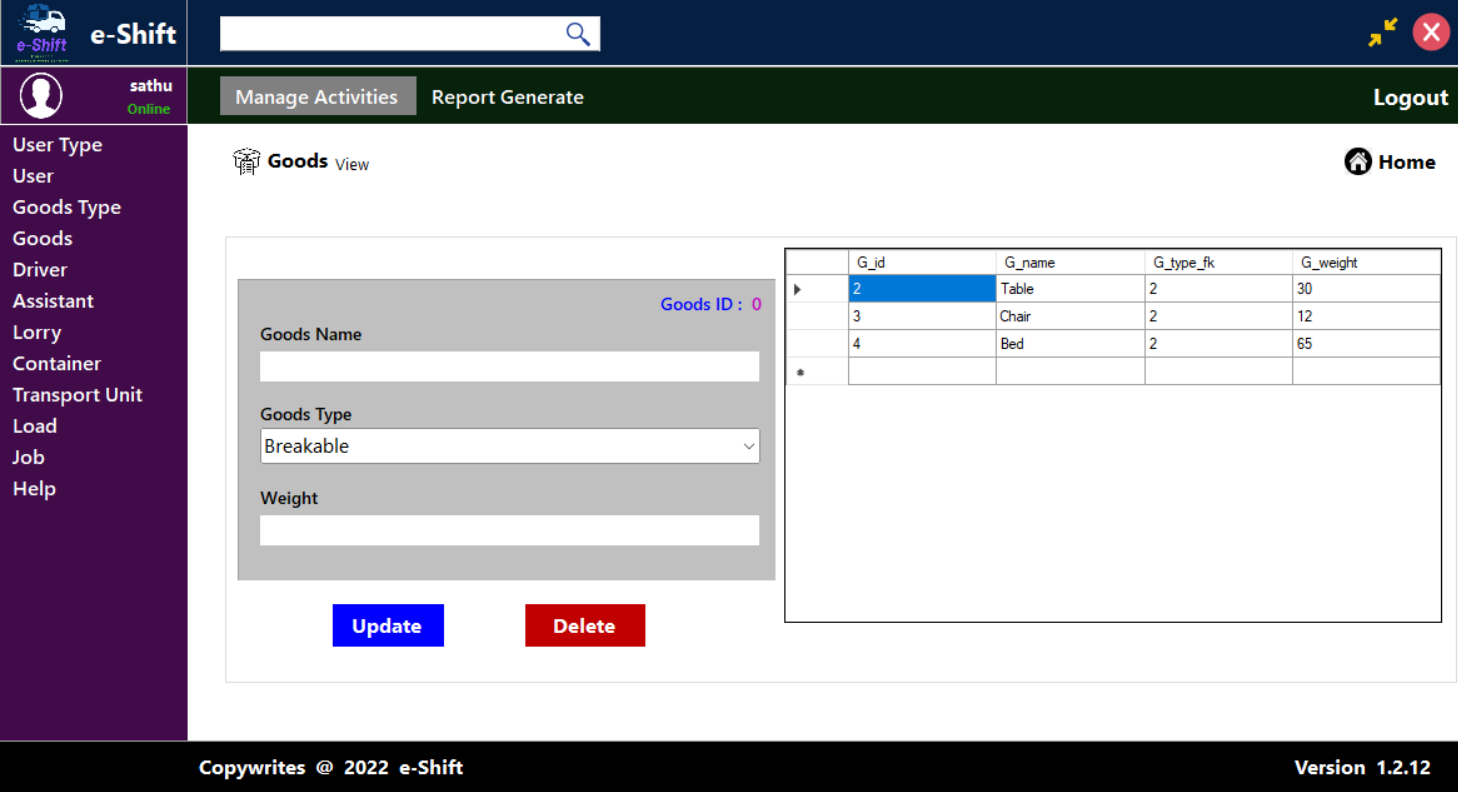 e-Shift
e-Shift
sathu
Online
Manage Activities
Report Generate
Logout
User Type
User
Goods Type
Goods
Driver
Assistant
Lorry
Container
Transport Unit
Load
Job
Help
Goods View
Home
Goods ID : 0
Goods Name
Goods Type
Breakable
Weight
Update
Delete
G_id G_name G_type_fk G_weight
2 Table 2 30
3 Chair 2 12
4 Bed 2 65
Copywrites @ 2022 e-Shift
Version 1.2.12